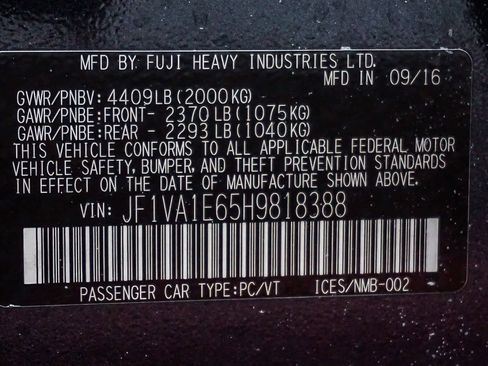 MFD BY FUJI HEAVY INDUSTRIES LTD.
MFD IN 09/16
GVWR/PNBV: 4409LB(2000KG)
GAWR/PNBE:FRONT- 2370LB(1075KG)
GAWR/PNBE:REAR - 2293LB(1040KG)
THIS VEHICLE CONFORMS TO ALL APPLICABLE FEDERAL MOTOR
VEHICLE SAFETY, BUMPER, AND THEFT PREVENTION STANDARDS
IN EFFECT ON THE DATE OF MANUFACTURE SHOWN ABOVE.
VIN: JF1VA1E65H9818388
PASSENGER CAR TYPE:PC/VT ICES/NMB-002